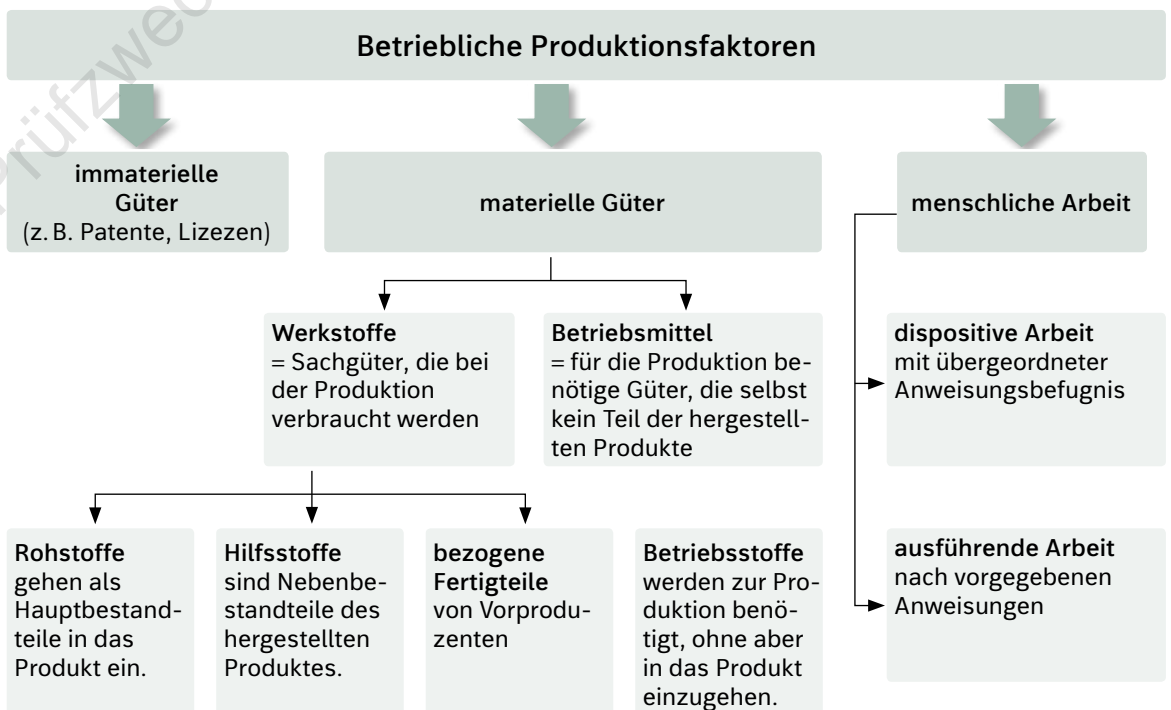 Prüfzwec
Betriebliche Produktionsfaktoren
immaterielle
Güter
(z. B. Patente, Lizezen)
materielle Güter
menschliche Arbeit
Werkstoffe
= Sachgüter, die bei
der Produktion
verbraucht werden
Betriebsmittel
= für die Produktion be-
nötige Güter, die selbst
kein Teil der hergestell-
ten Produkte
dispositive Arbeit
mit übergeordneter
Anweisungsbefugnis
Rohstoffe
gehen als
Hauptbestand-
teile in das
Produkt ein.
Hilfsstoffe
sind Nebenbe-
standteile des
hergestellten
Produktes.
bezogene
Fertigteile
von Vorprodu-
zenten
Betriebsstoffe
werden zur Pro-
duktion benö-
tigt, ohne aber
in das Produkt
einzugehen.
ausführende Arbeit
nach vorgegebenen
Anweisungen